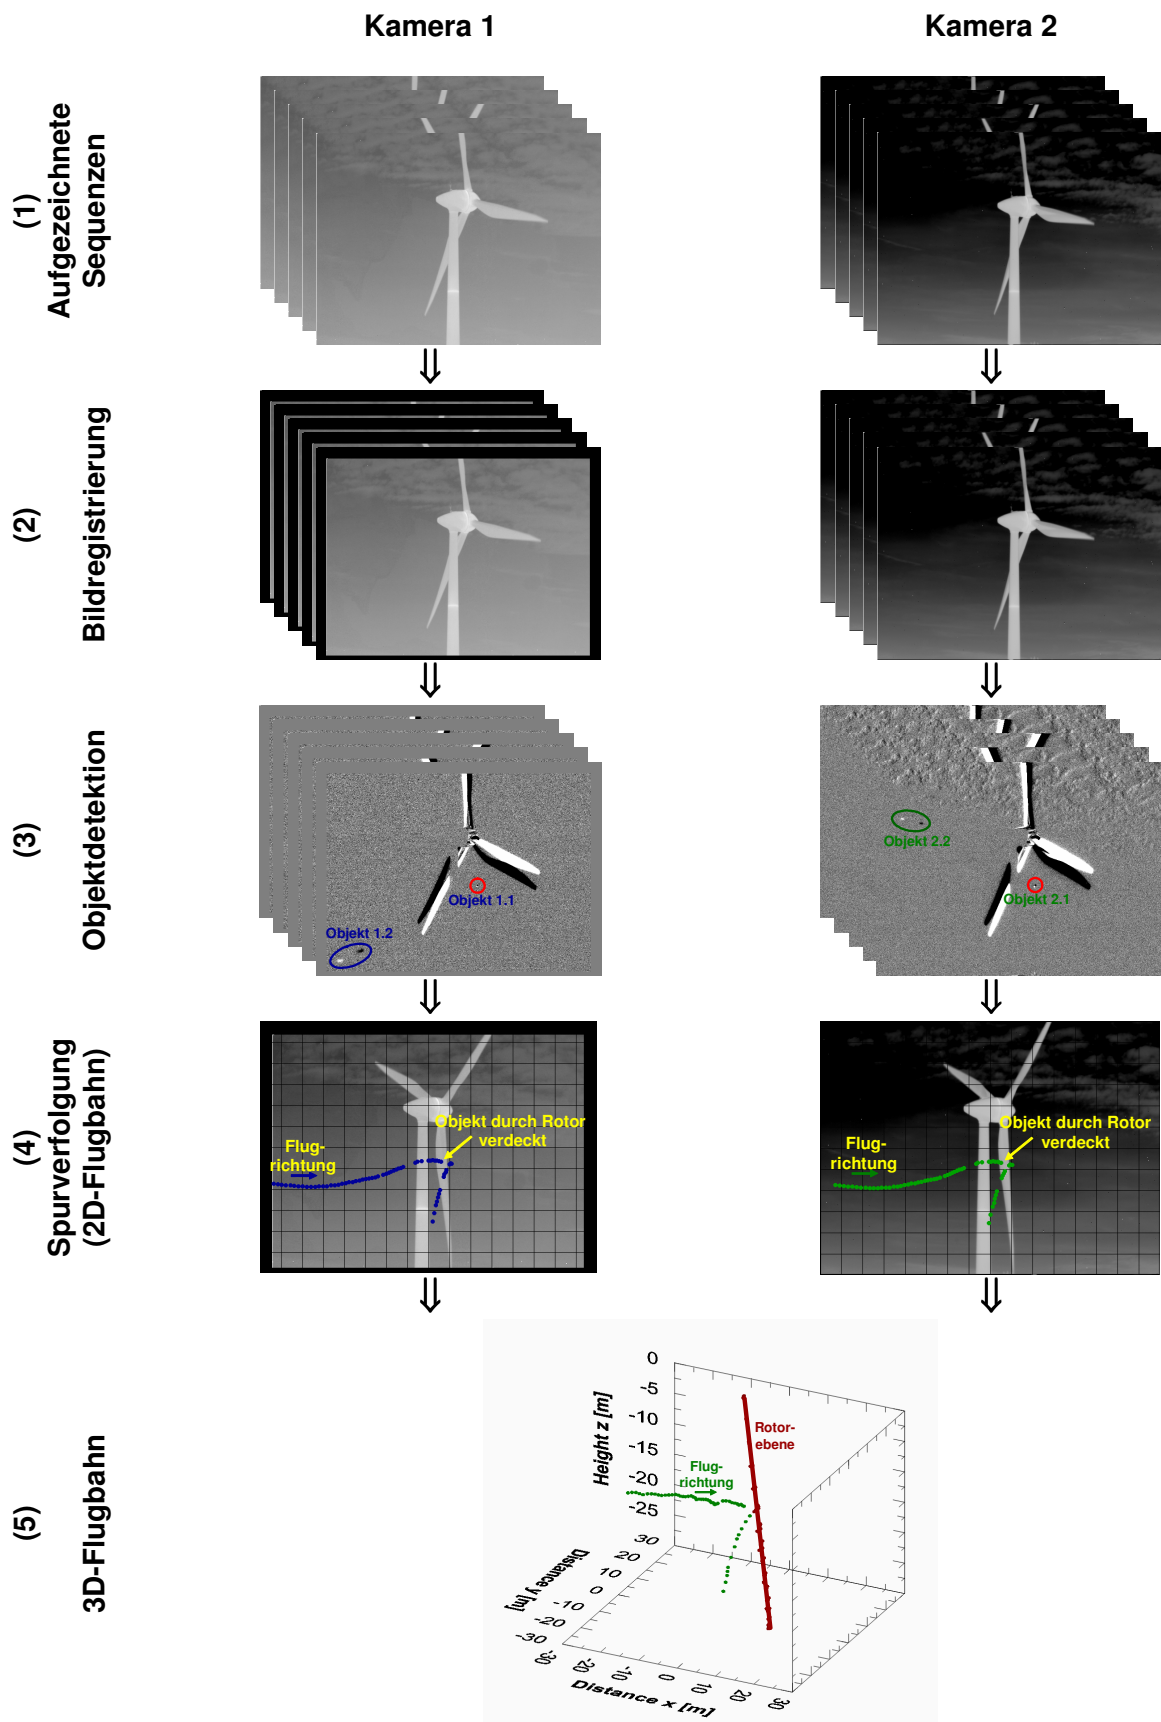 Kamera 1
Kamera 2
(1)
Aufgezeichnete
Sequenzen
(2)
Bildregistrierung
(3)
Objektdetektion
Objekt 1.1
Objekt 1.2
Objekt 2.2
Objekt 2.1
(4)
Spurverfolgung
(2D-Flugbahn)
Flug-
richtung
Objekt durch Rotor
verdeckt
Flug-
richtung
Objekt durch Rotor
verdeckt
(5)
3D-Flugbahn
Height z [m]
0
-5
-10
-15
-20
-25
Rotor-
ebene
Flug-
richtung
Distance y [m]
30
20
10
0
-10
-20
-30
-30
-20
-10
0
10
20
30
Distance x [m]